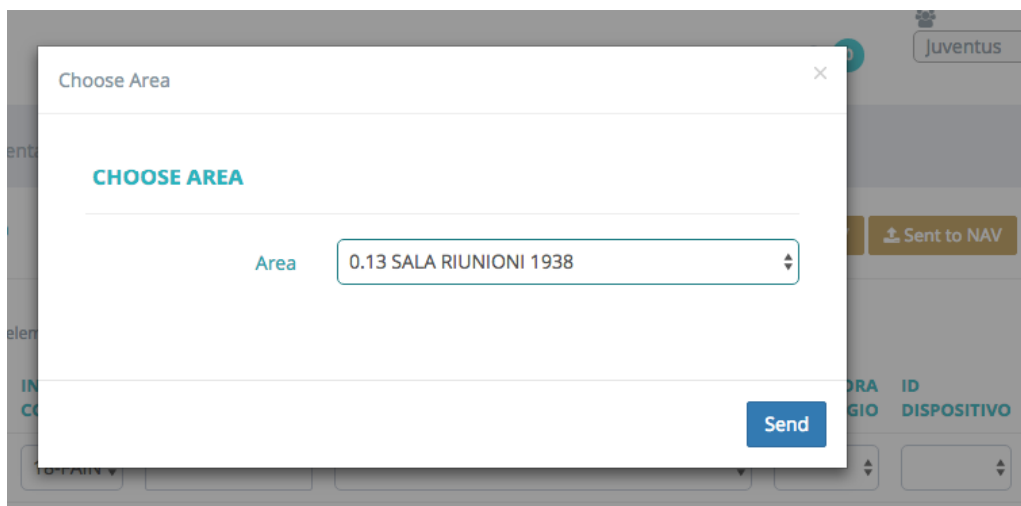 Juventus
Choose Area ×
CHOOSE AREA
Sent to NAV
Area 0.13 SALA RIUNIONI 1938
ID
DISPOSITIVO
Send